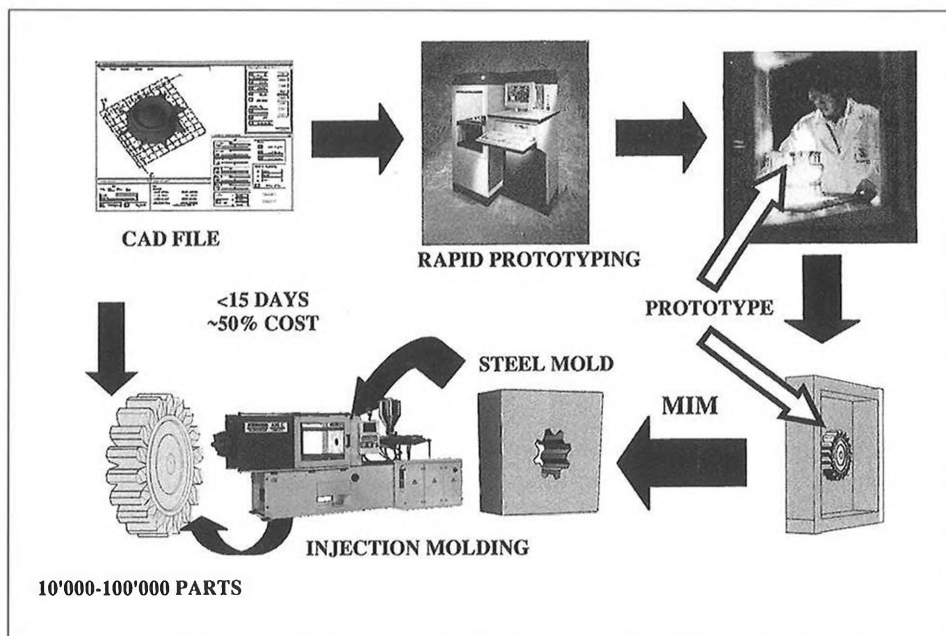 CAD FILE
RAPID PROTOTYPING
<15 DAYS
~50% COST
PROTOTYPE
STEEL MOLD
MIM
INJECTION MOLDING
10'000-100'000 PARTS